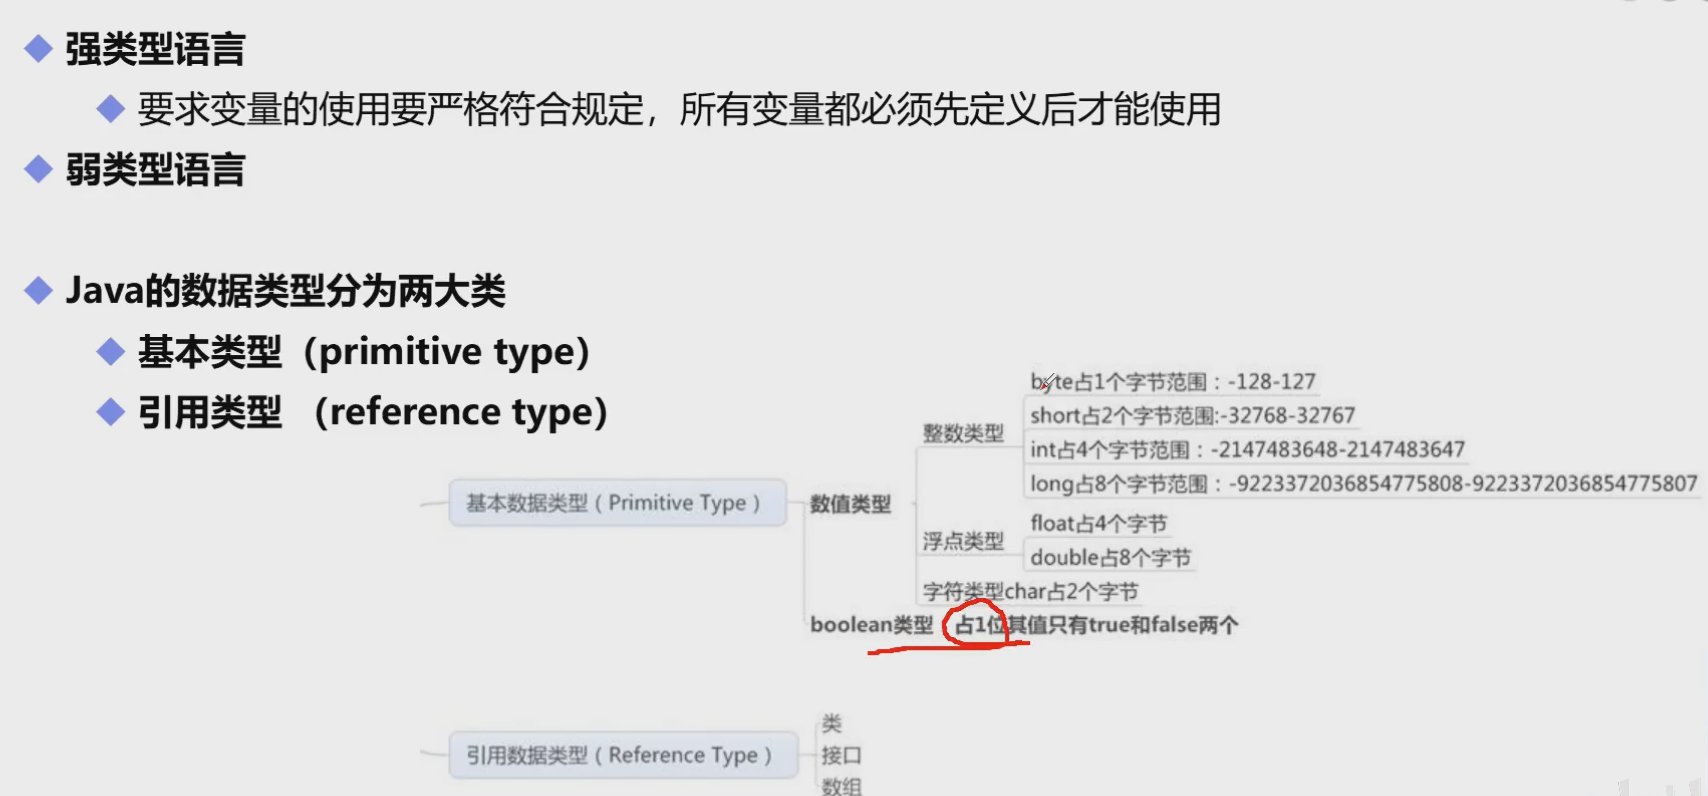 强类型语言
要求变量的使用要严格符合规定，所有变量都必须先定义后才能使用
弱类型语言
Java的数据类型分为两大类
基本类型（primitive type）
引用类型 （reference type）
byte占1个字节范围：-128-127
short占2个字节范围:-32768-32767
整数类型
int占4个字节范围：-2147483648-2147483647
long占8个字节范围：-9223372036854775808-9223372036854775807
基本数据类型（Primitive Type）
数值类型
float占4个字节
浮点类型
double占8个字节
字符类型char占2个字节
boolean类型 占1位其值只有true和false两个
类
引用数据类型（Reference Type）
接口
数组